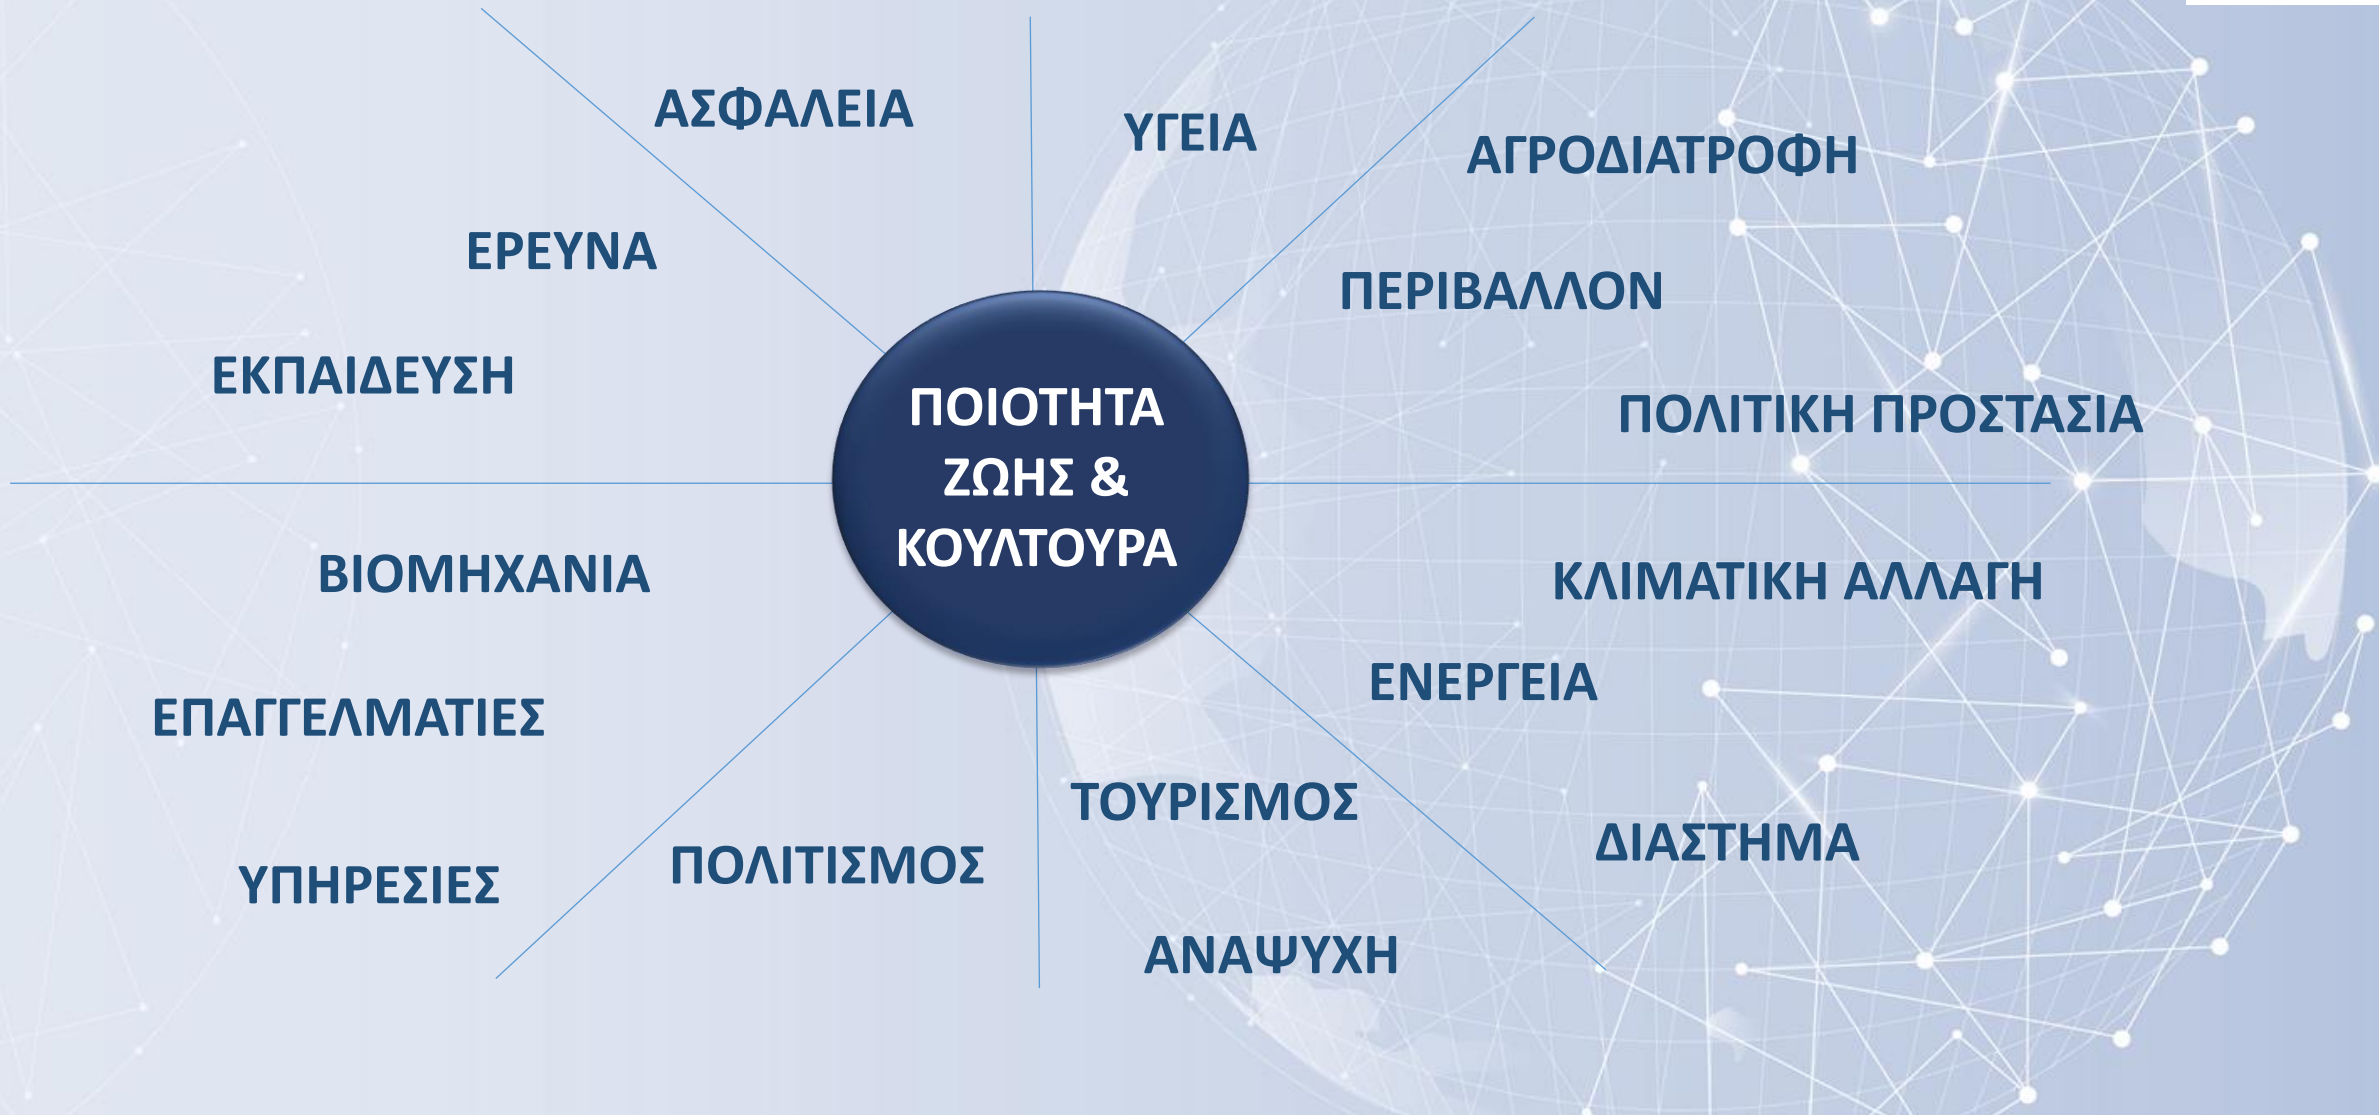 ΑΣΦΑΛΕΙΑ
ΥΓΕΙΑ
ΑΓΡΟΔΙΑΤΡΟΦΗ
ΕΡΕΥΝΑ
ΠΕΡΙΒΑΛΛΟΝ
ΕΚΠΑΙΔΕΥΣΗ
ΠΟΛΙΤΙΚΗ ΠΡΟΣΤΑΣΙΑ
ΠΟΙΟΤΗΤΑ
ΖΩΗΣ &
ΚΟΥΛΤΟΥΡΑ
ΒΙΟΜΗΧΑΝΙΑ
ΚΛΙΜΑΤΙΚΗ ΑΛΛΑΓΗ
ΕΝΕΡΓΕΙΑ
ΕΠΑΓΓΕΛΜΑΤΙΕΣ
ΤΟΥΡΙΣΜΟΣ
ΔΙΑΣΤΗΜΑ
ΠΟΛΙΤΙΣΜΟΣ
ΥΠΗΡΕΣΙΕΣ
ΑΝΑΨΥΧΗ